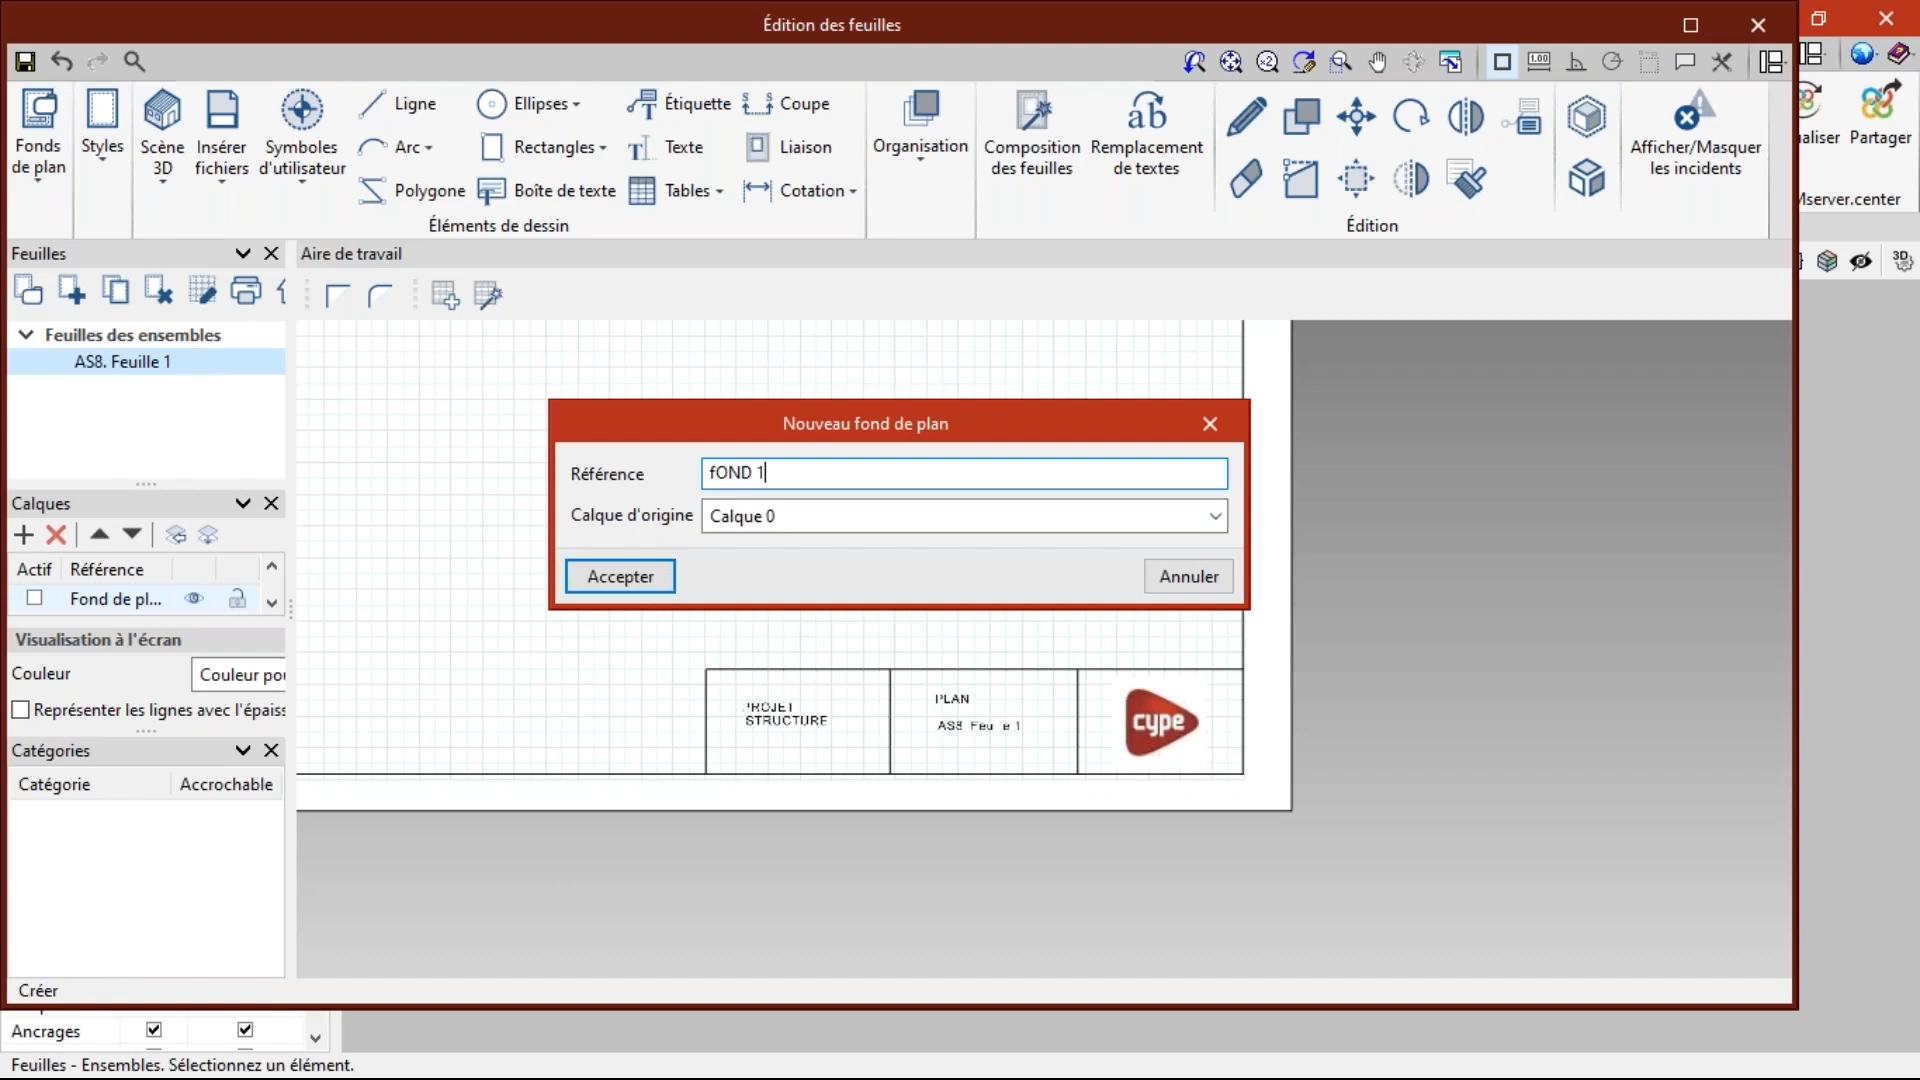 Édition des feuilles
Fonds
de plan
Styles
Scène
3D
Insérer
fichiers
Symboles
d'utilisateur
Ligne
Ellipses
Étiquette
Coupe
Arc
Rectangles
Texte
Liaison
Polygone
Boîte de texte
Tables
Cotation
Éléments de dessin
Organisation
Composition
des feuilles
Remplacement
de textes
Édition
Afficher/Masquer
les incidents
Partager
Feuilles
Aire de travail
Feuilles des ensembles
AS8. Feuille 1
Calques
Actif
Référence
Fond de pl...
Visualisation à l'écran
Couleur
Couleur pou
Représenter les lignes avec l'épaiss
Catégories
Catégorie
Accrochable
Nouveau fond de plan
Référence
fOND 1
Calque d'origine
Calque 0
Accepter
Annuler
PROJET
STRUCTURE
PLAN
cype
Créer
Ancrages
Feuilles - Ensembles. Sélectionnez un élément.